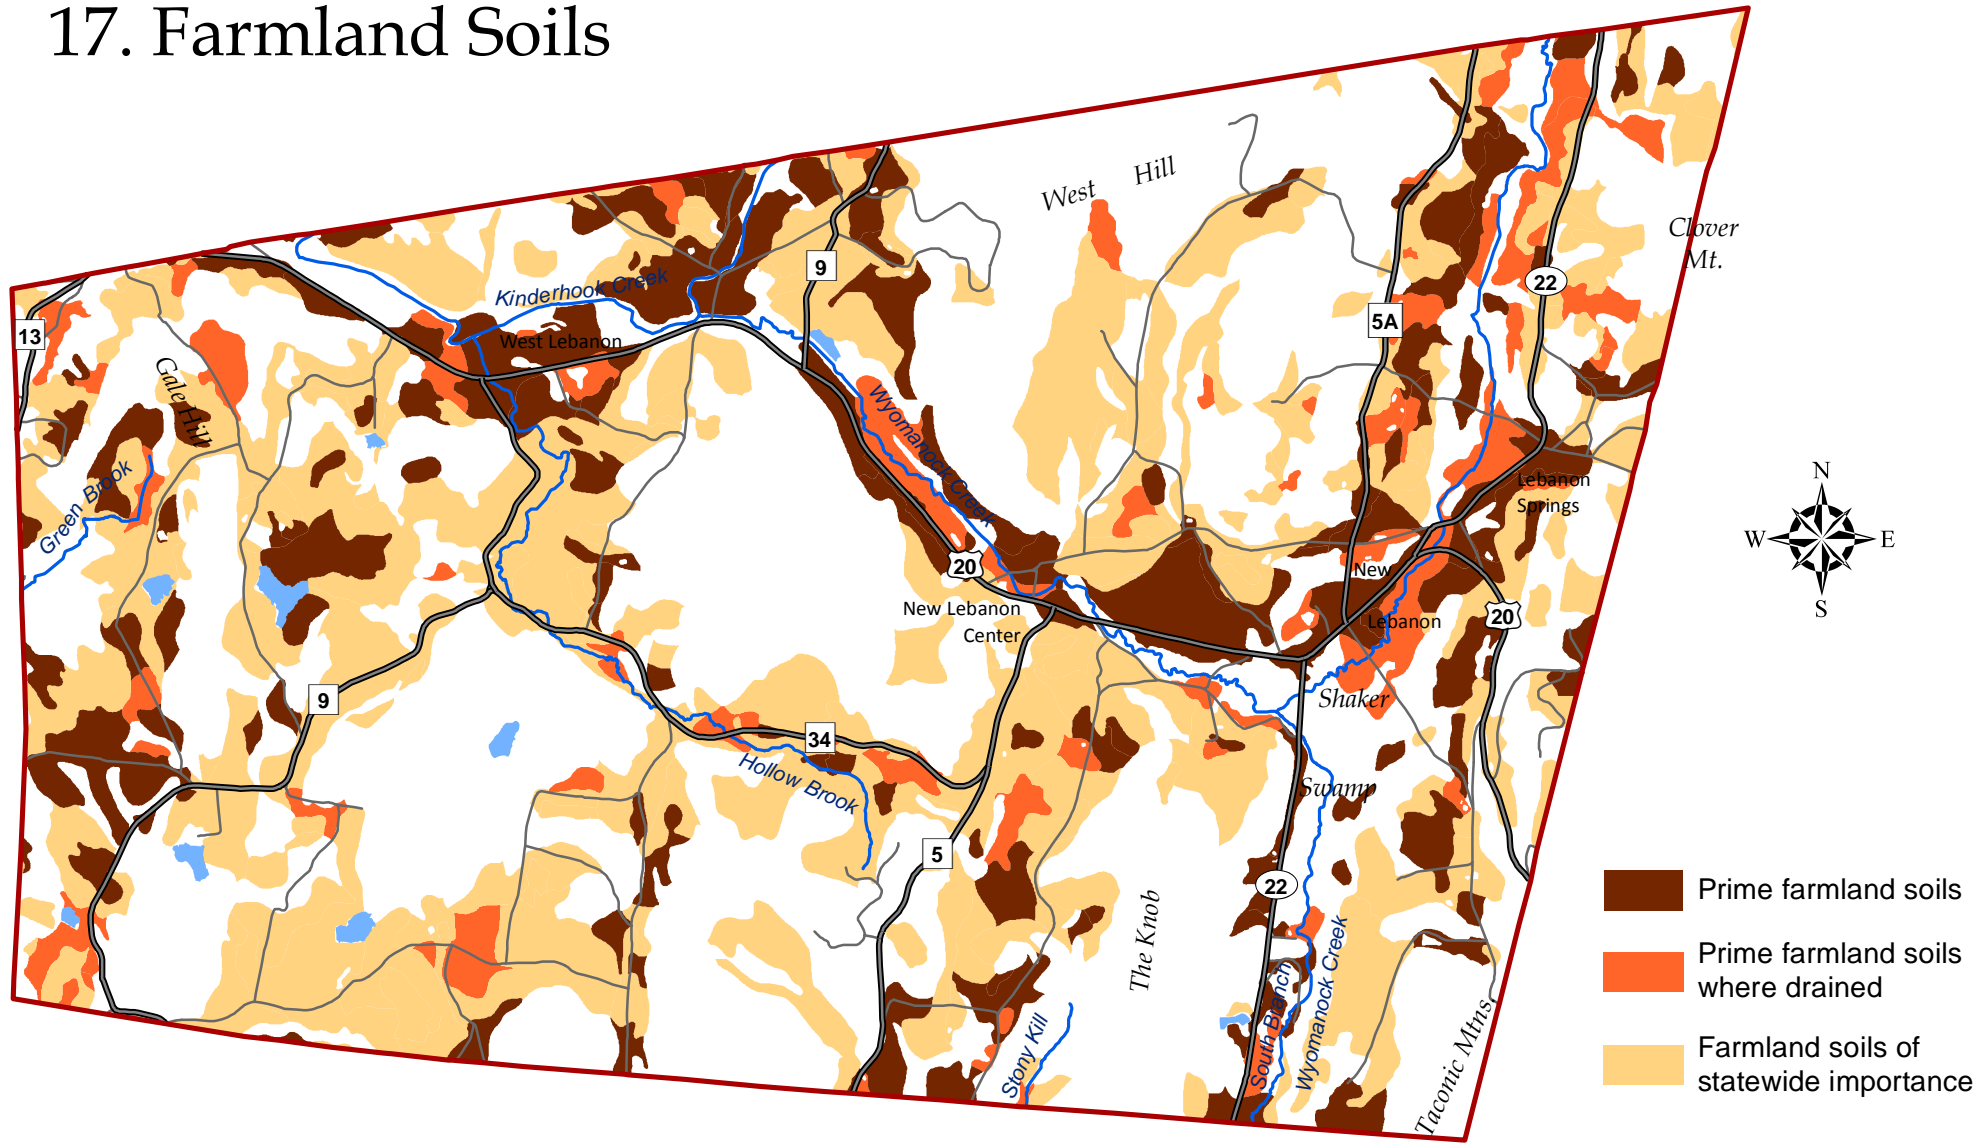 17. Farmland Soils
West Hill
Clover
Mt.
9
22
13
5A
Kinderhook Creek
West Lebanon
Gale Hill
Wyomanock Creek
Green Brook
Lebanon
Springs
20
New
Lebanon
New Lebanon
Center
20
9
Shaker
Swamp
34
Hollow Brook
5
22
The Knob
South Branch
Wyomanock Creek
Stony Kill
Taconic Mtns.
N
W
E
S
Prime farmland soils
Prime farmland soils
where drained
Farmland soils of
statewide importance